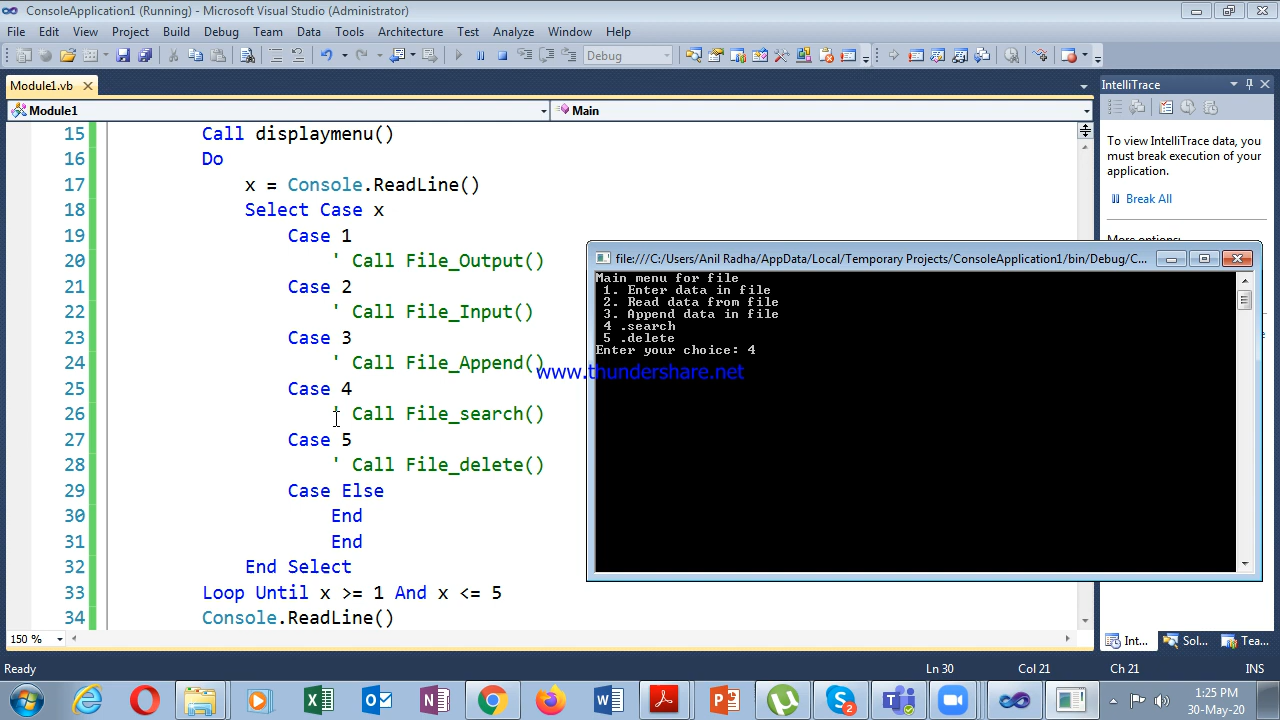 ConsoleApplication1 (Running) - Microsoft Visual Studio (Administrator)
File Edit View Project Build Debug Team Data Tools Architecture Test Analyze Window Help
Debug
Module1.vb
IntelliTrace
Module1
Main
15 Call displaymenu()
16 Do
17 x = Console.ReadLine()
18 Select Case x
19 Case 1
20 ' Call File_Output()
21 Case 2
22 ' Call File_Input()
23 Case 3
24 ' Call File_Append()
25 Case 4
26 ' Call File_search()
27 Case 5
28 ' Call File_delete()
29 Case Else
30 End
31 End
32 End Select
33 Loop Until x >= 1 And x <= 5
34 Console.ReadLine()
To view IntelliTrace data, you
must break execution of your
application.
Break All
file:///C:/Users/Anil Radha/AppData/Local/Temporary Projects/ConsoleApplication1/bin/Debug/C...
Main menu for file
1. Enter data in file
2. Read data from file
3. Append data in file
4 .search
5 .delete
Enter your choice: 4
www.thundershare.net
150 %
Int... Sol... Tea...
Ready
Ln 30 Col 21 Ch 21 INS
2
1:25 PM
30-May-20